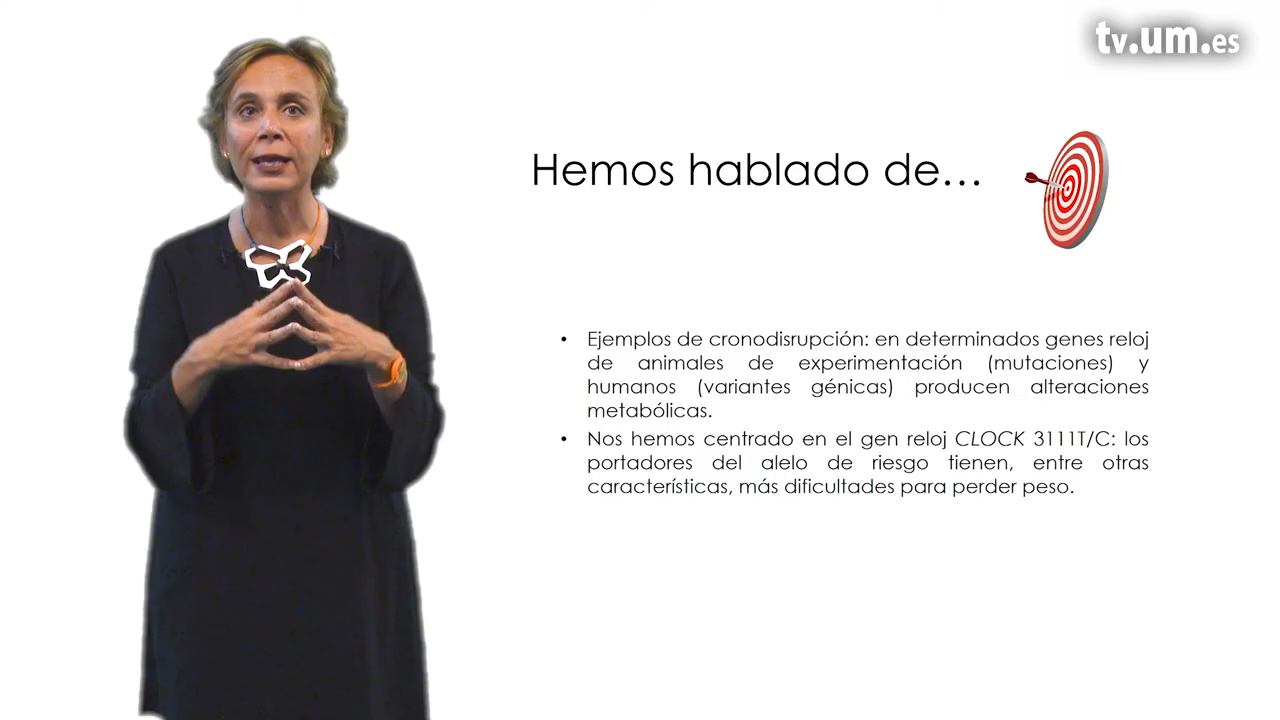 tv.um.es
Hemos hablado de...
• Ejemplos de cronodisrupción: en determinados genes reloj
de animales de experimentación (mutaciones) y
humanos (variantes génicas) producen alteraciones
metabólicas.
• Nos hemos centrado en el gen reloj CLOCK 3111T/C: los
portadores del alelo de riesgo tienen, entre otras
características, más dificultades para perder peso.